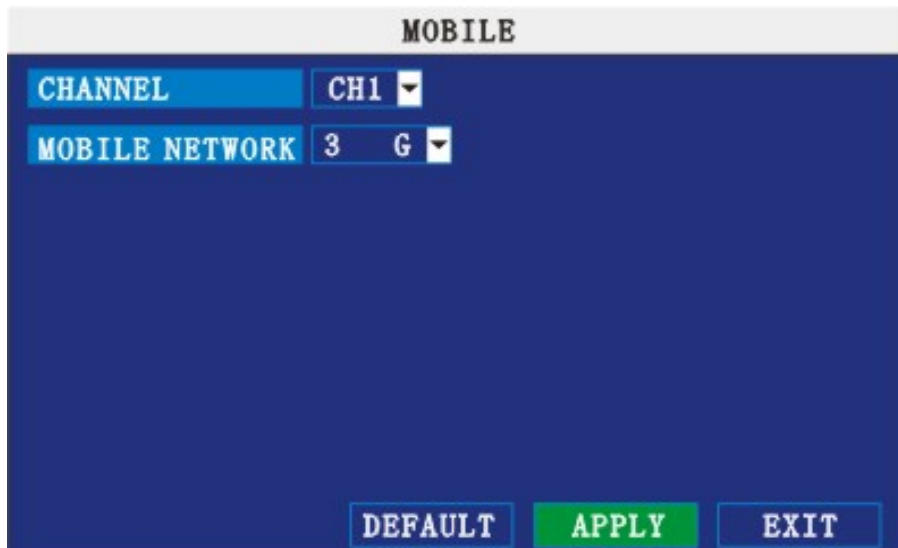 MOBILE
CHANNEL CH1
MOBILE NETWORK 3 G
DEFAULT APPLY EXIT